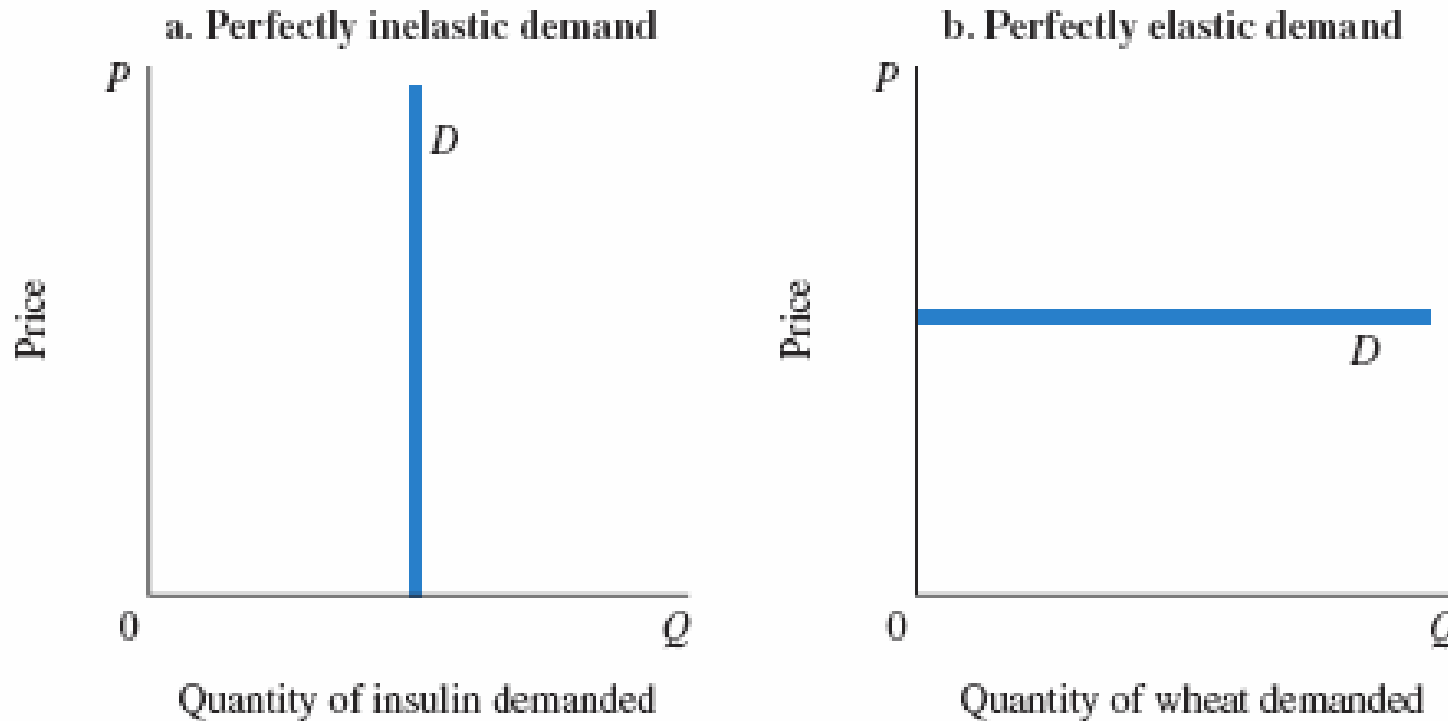 a. Perfectly inelastic demand
P
D
Price
0
Q
Quantity of insulin demanded
b. Perfectly elastic demand
P
D
Price
0
Q
Quantity of wheat demanded